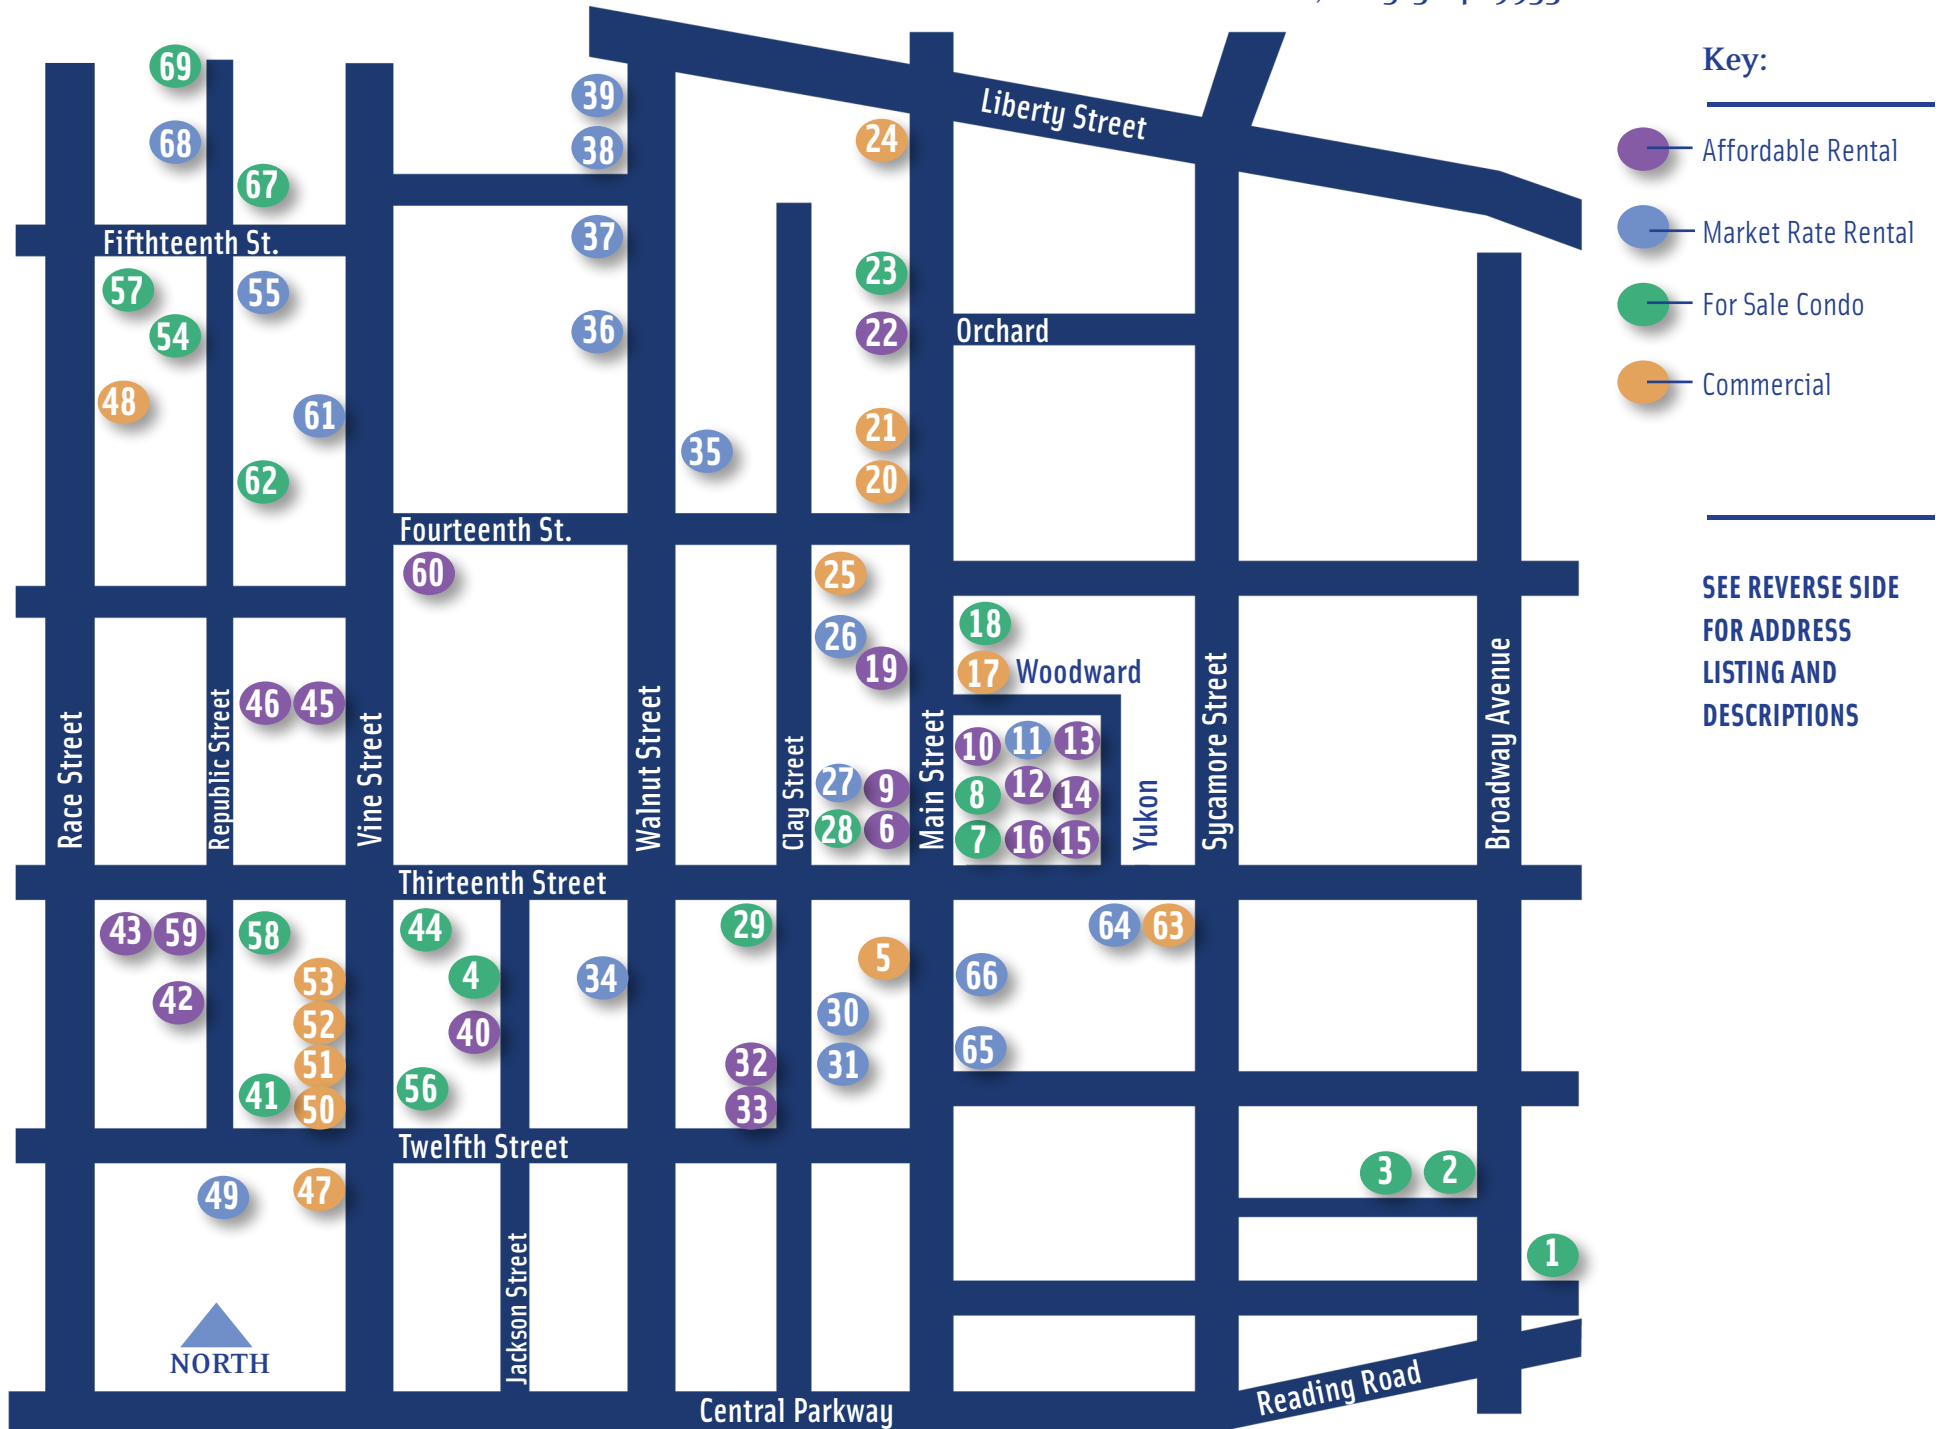 Key:
Affordable Rental
Market Rate Rental
For Sale Condo
Commercial
SEE REVERSE SIDE
FOR ADDRESS
LISTING AND
DESCRIPTIONS
Liberty Street
69
39
68
38
24
67
Fifthteenth St.
37
57
55
23
54
36
22
Orchard
48
61
21
35
62
20
Fourteenth St.
60
25
18
26
19
17
Woodward
46
45
Race Street
Republic Street
Vine Street
Walnut Street
Clay Street
Main Street
Yukon
Sycamore Street
Broadway Avenue
10
11
13
27
9
8
12
14
28
6
7
16
15
Thirteenth Street
43
59
58
44
29
64
63
53
4
34
5
66
42
52
40
30
51
32
31
65
41
50
56
33
Twelfth Street
49
47
3
2
1
Jackson Street
NORTH
Central Parkway
Reading Road